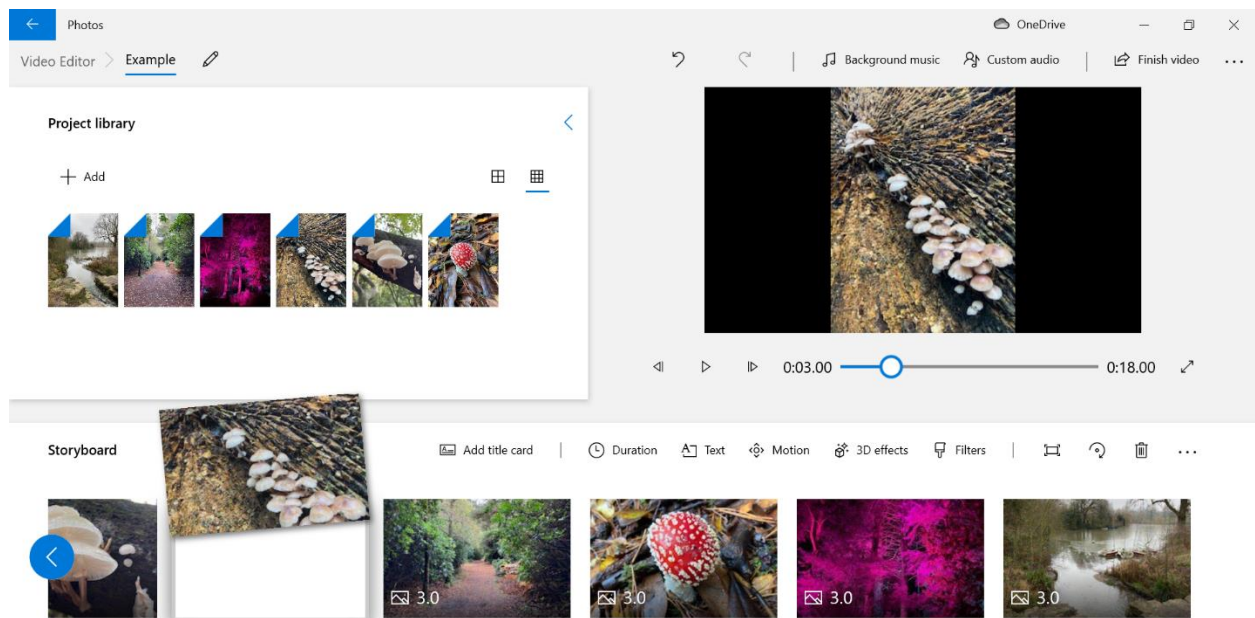 Photos
OneDrive
Video Editor
Example
Background music
Custom audio
Finish video
Project library
Add
0:03.00
0:18.00
Storyboard
Add title card
Duration
Text
Motion
3D effects
Filters
3.0
3.0
3.0
3.0